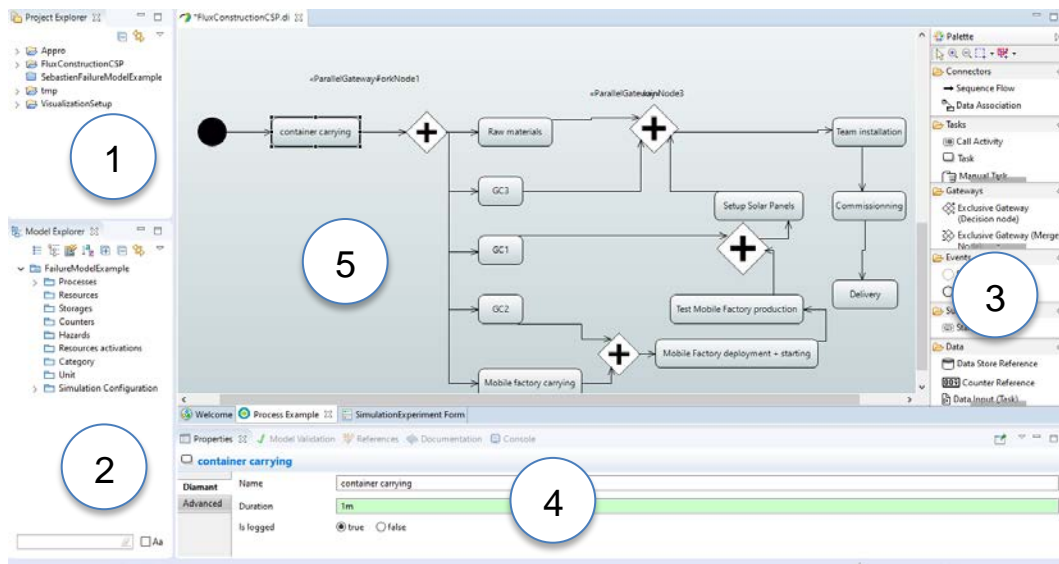 Project Explorer
Appro
FluxConstructionCSP
SebastienFailureModelExample
tmp
VisualizationSetup
1
Model Explorer
FailureModelExample
Processes
Resources
Storages
Counters
Hazards
Resources activations
Category
Unit
Simulation Configuration
2
Aa
*FluxConstructionCSP.di
«ParallelGateway
ForkNode1
«ParallelGateway
JoinNode3
container carrying
Raw materials
Team installation
GC3
Setup Solar Panels
Commissionning
GC1
5
GC2
Test Mobile Factory production
Delivery
Mobile Factory deployment + starting
Mobile factory carrying
Welcome
Process Example
SimulationExperiment Form
Palette
Connectors
Sequence Flow
Data Association
Tasks
Call Activity
Task
Manual Task
Gateways
Exclusive Gateway
(Decision node)
Exclusive Gateway (Merge
Node)
Events
3
Data
Data Store Reference
Counter Reference
Data Input (Task)
Properties
Model Validation
References
Documentation
Console
container carrying
Diamant
Advanced
Name
container carrying
Duration
1m
Is logged
true
false
4